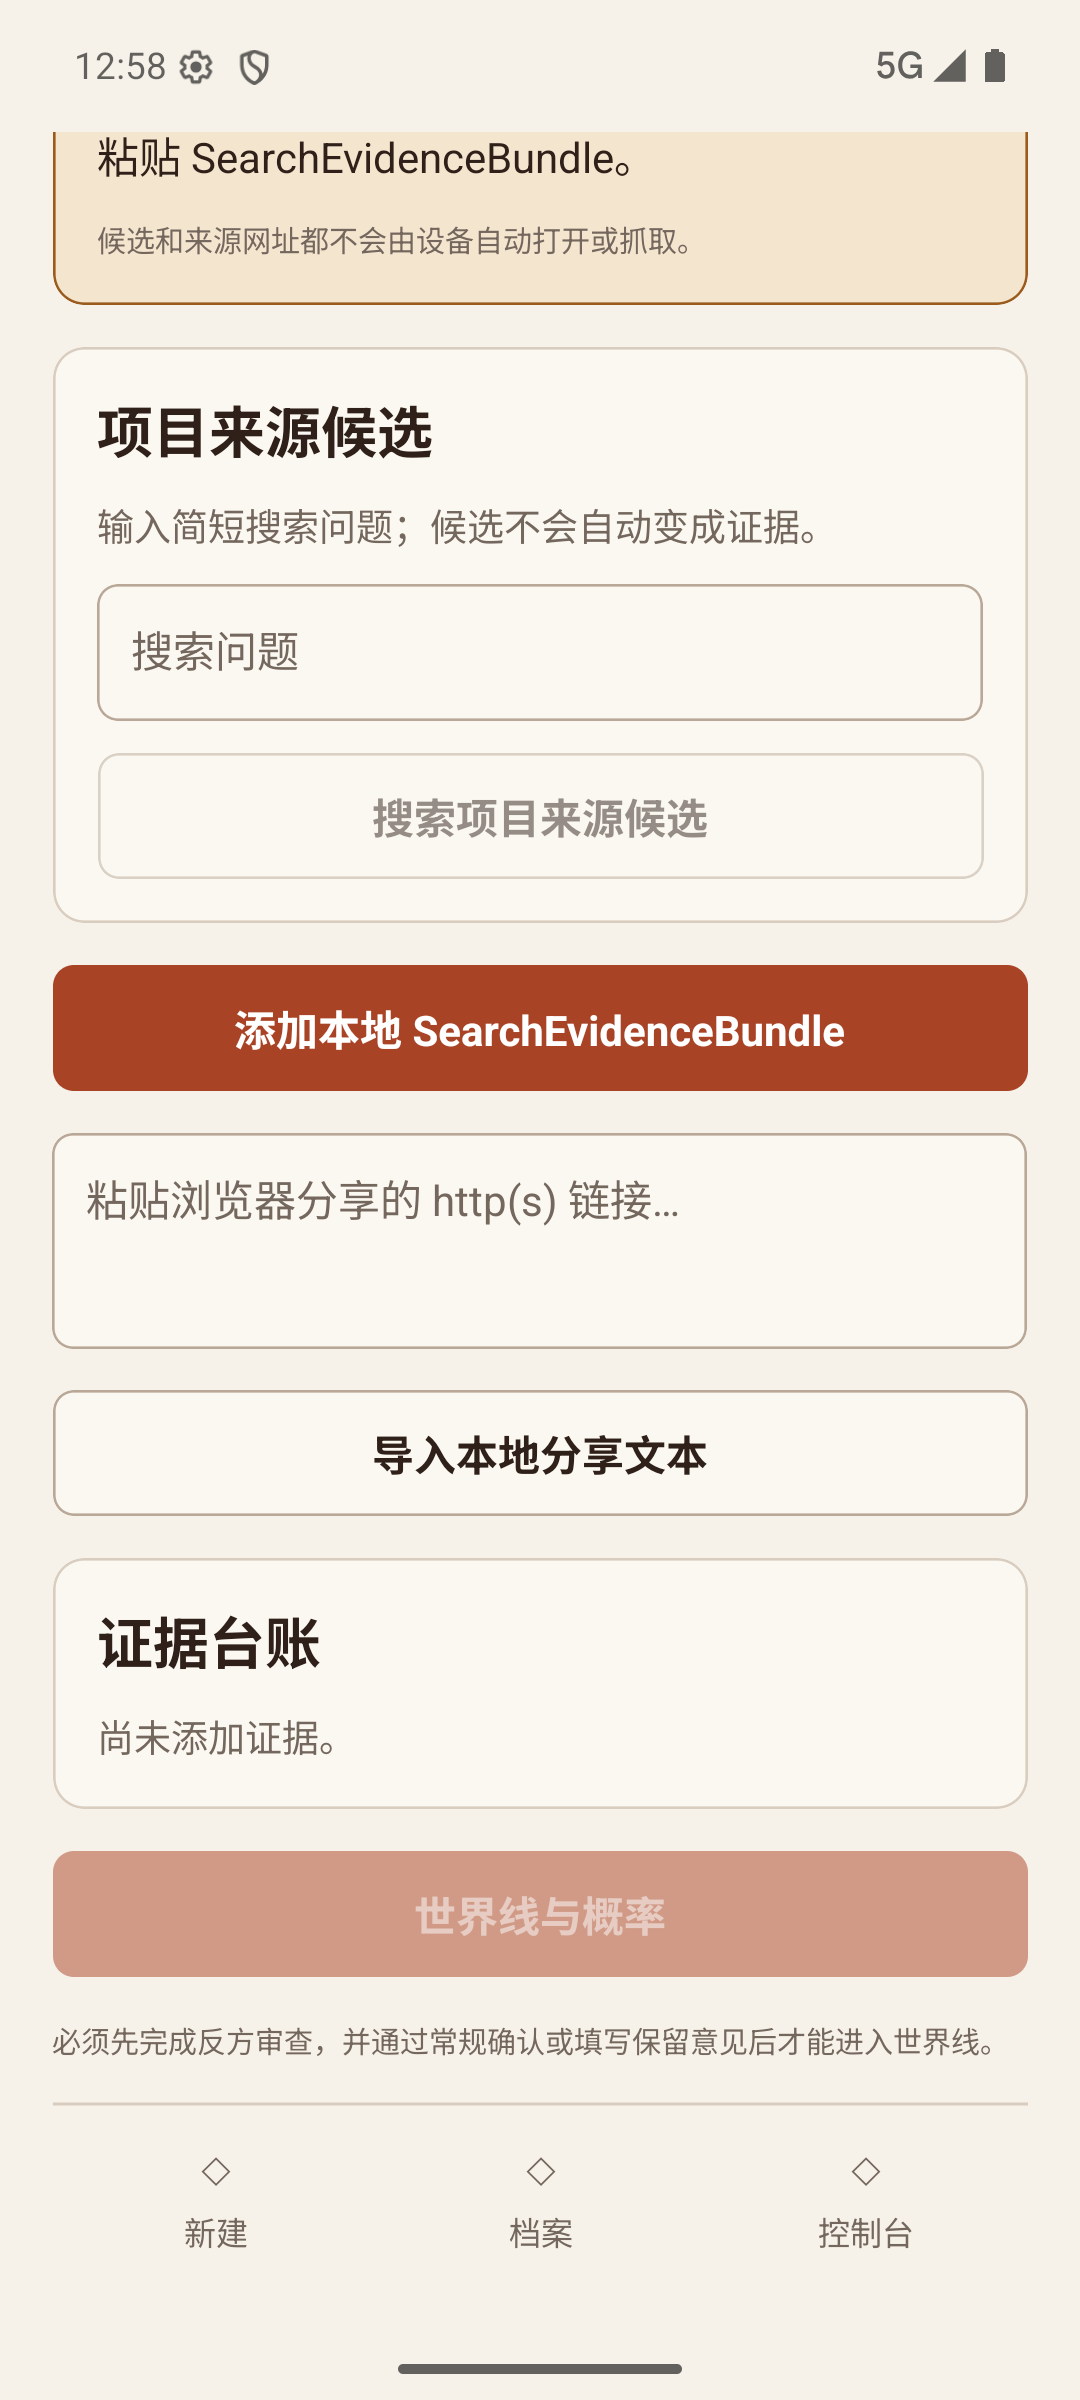 12:58
5G
粘贴 SearchEvidenceBundle。
候选和来源网址都不会由设备自动打开或抓取。
项目来源候选
输入简短搜索问题；候选不会自动变成证据。
搜索问题
搜索项目来源候选
添加本地 SearchEvidenceBundle
粘贴浏览器分享的 http(s) 链接…
导入本地分享文本
证据台账
尚未添加证据。
世界线与概率
必须先完成反方审查，并通过常规确认或填写保留意见后才能进入世界线。
新建
档案
控制台